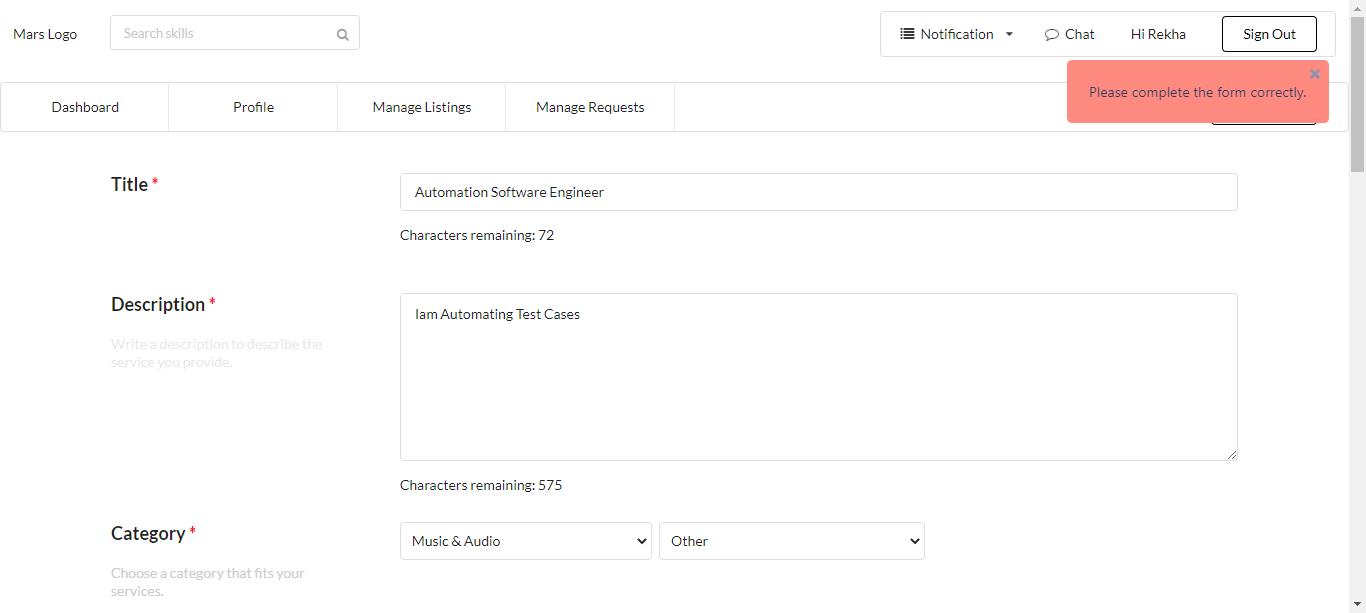 Mars Logo
Search skills
Notification
Chat
Hi Rekha
Sign Out
Please complete the form correctly.
Dashboard
Profile
Manage Listings
Manage Requests
Title *
Automation Software Engineer
Characters remaining: 72
Description *
Iam Automating Test Cases
Write a description to describe the
service you provide.
Characters remaining: 575
Category *
Music & Audio
Other
Choose a category that fits your
services.